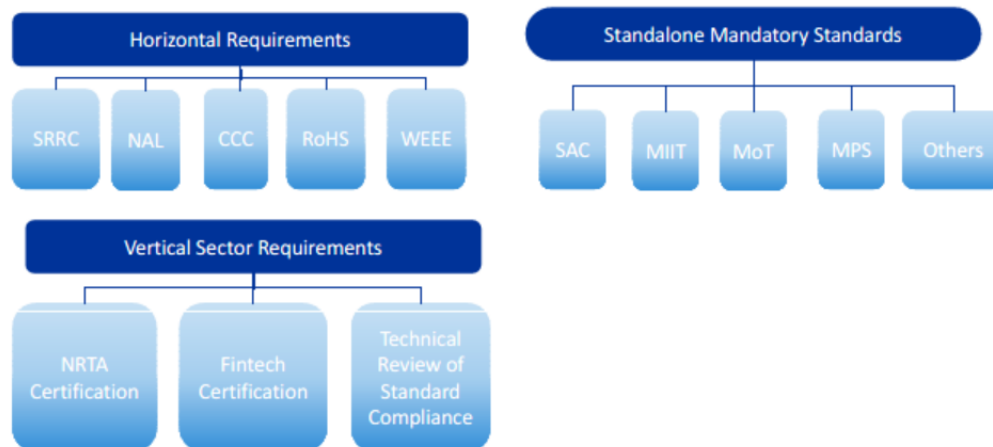 Horizontal Requirements
SRRC
NAL
CCC
RoHS
WEEE
Standalone Mandatory Standards
SAC
MIIT
MoT
MPS
Others
Vertical Sector Requirements
NRTA
Certification
Fintech
Certification
Technical
Review of
Standard
Compliance